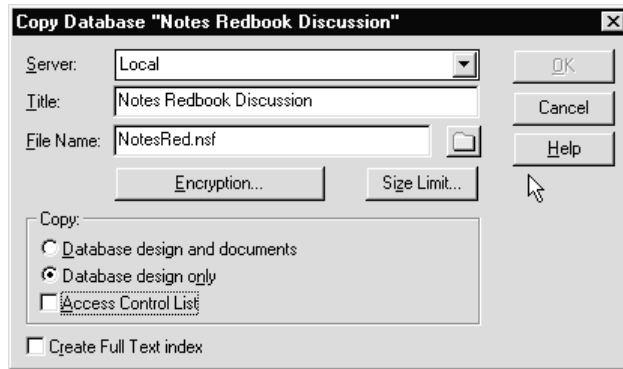 Copy Database "Notes Redbook Discussion"
Server: Local OK
Title: Notes Redbook Discussion Cancel
File Name: NotesRed.nsf Help
Encryption... Size Limit...
Copy:
Database design and documents
Database design only
Access Control List
Create Full Text index